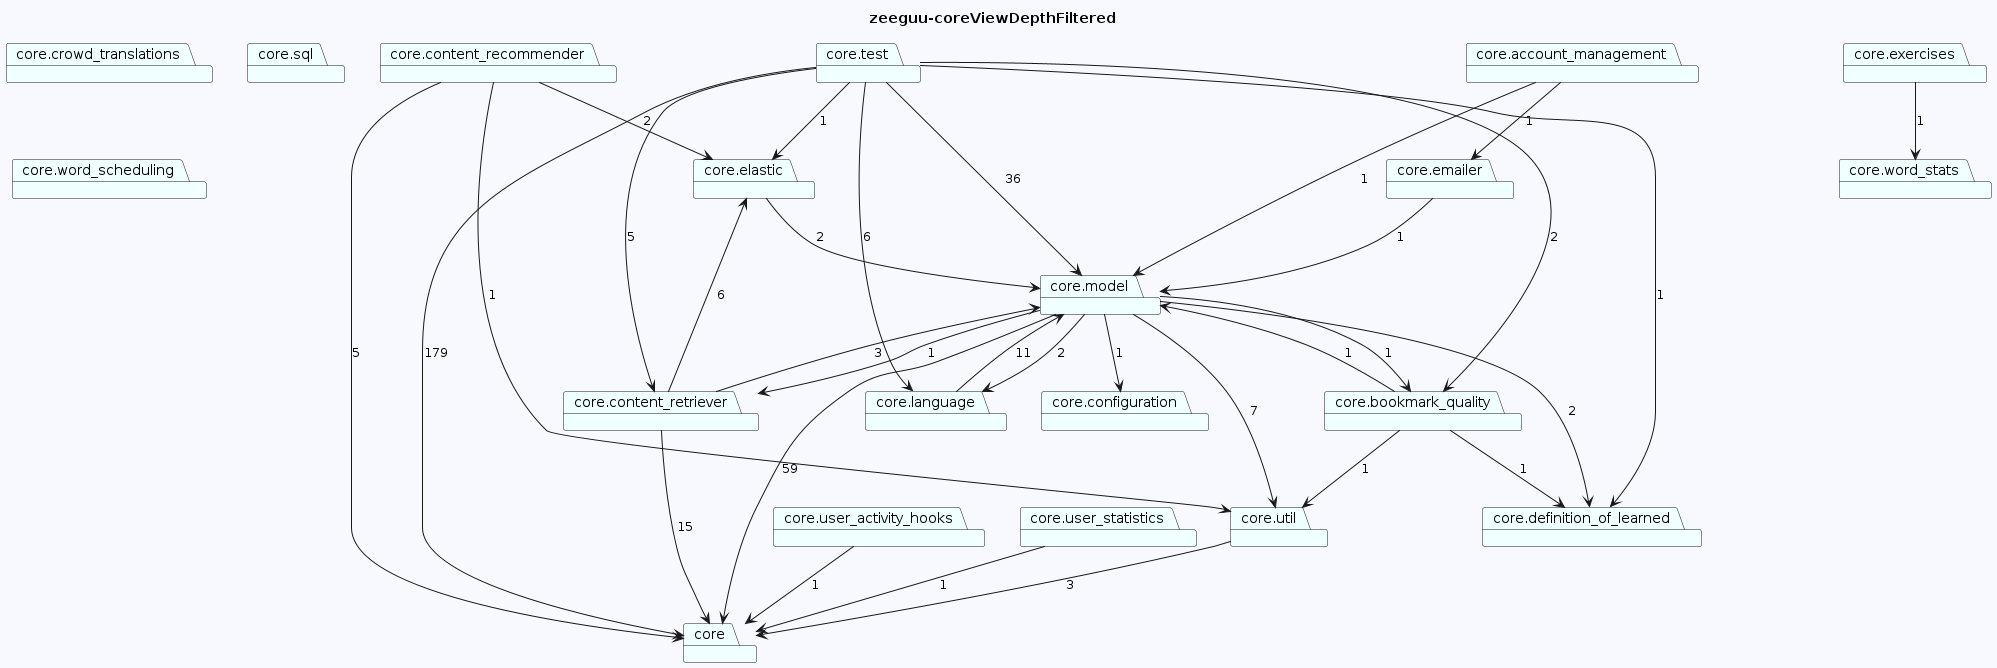 zeeguu-coreViewDepthFiltered
core.crowd_translations
core.sql
core.content_recommender
core.test
core.account_management
core.exercises
2
1
1
1
core.word_scheduling
core.elastic
core.emailer
core.word_stats
36
1
5
2
6
1
2
core.model
1
6
1
5
179
3
1
11
2
1
1
1
core.content_retriever
core.language
core.configuration
core.bookmark_quality
7
2
59
1
1
core.user_activity_hooks
core.user_statistics
core.util
core.definition_of_learned
15
1
1
3
core